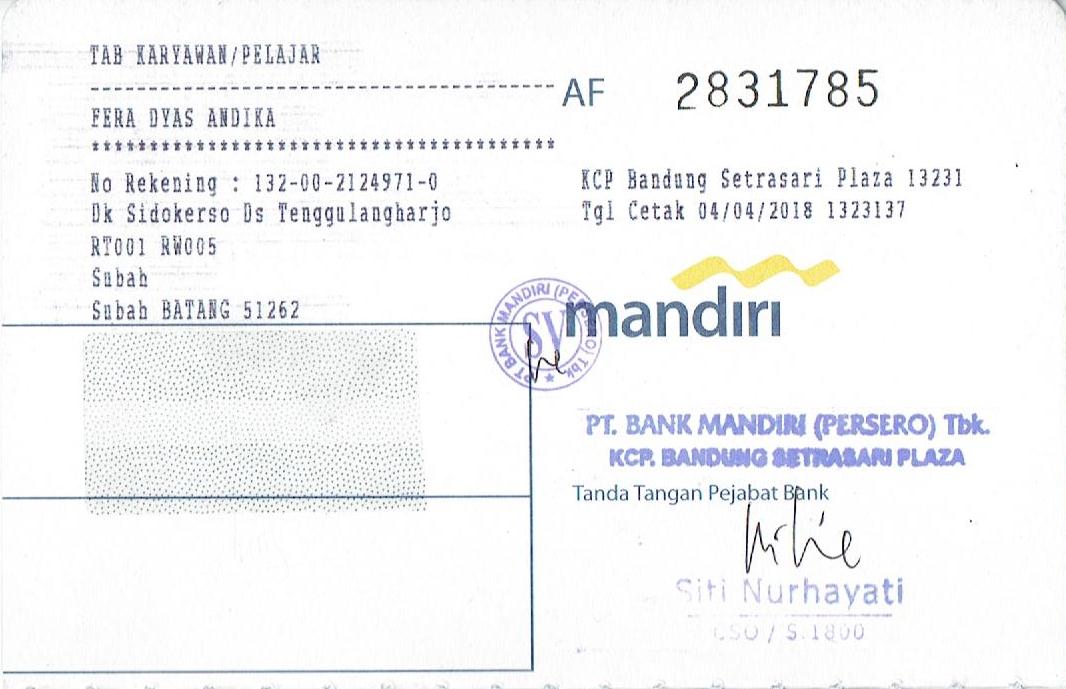 TAB KARYAWAN/PELAJAR
----------------------------------------
AF 2831785
FERA DYAS ANDIKA
****************************************
No Rekening : 132-00-2124971-0
Dk Sidokerso Ds Tenggulangharjo
RT001 RW005
Subah
Subah BATANG 51262
KCP Bandung Setrasari Plaza 13231
Tgl Cetak 04/04/2018 1323137
mandiri
PT BANK MANDIRI (PERSERO) Tbk
SV
PT. BANK MANDIRI (PERSERO) Tbk.
KCP. BANDUNG SETRASARI PLAZA
Tanda Tangan Pejabat Bank
Siti Nurhayati
CSO / S.1800